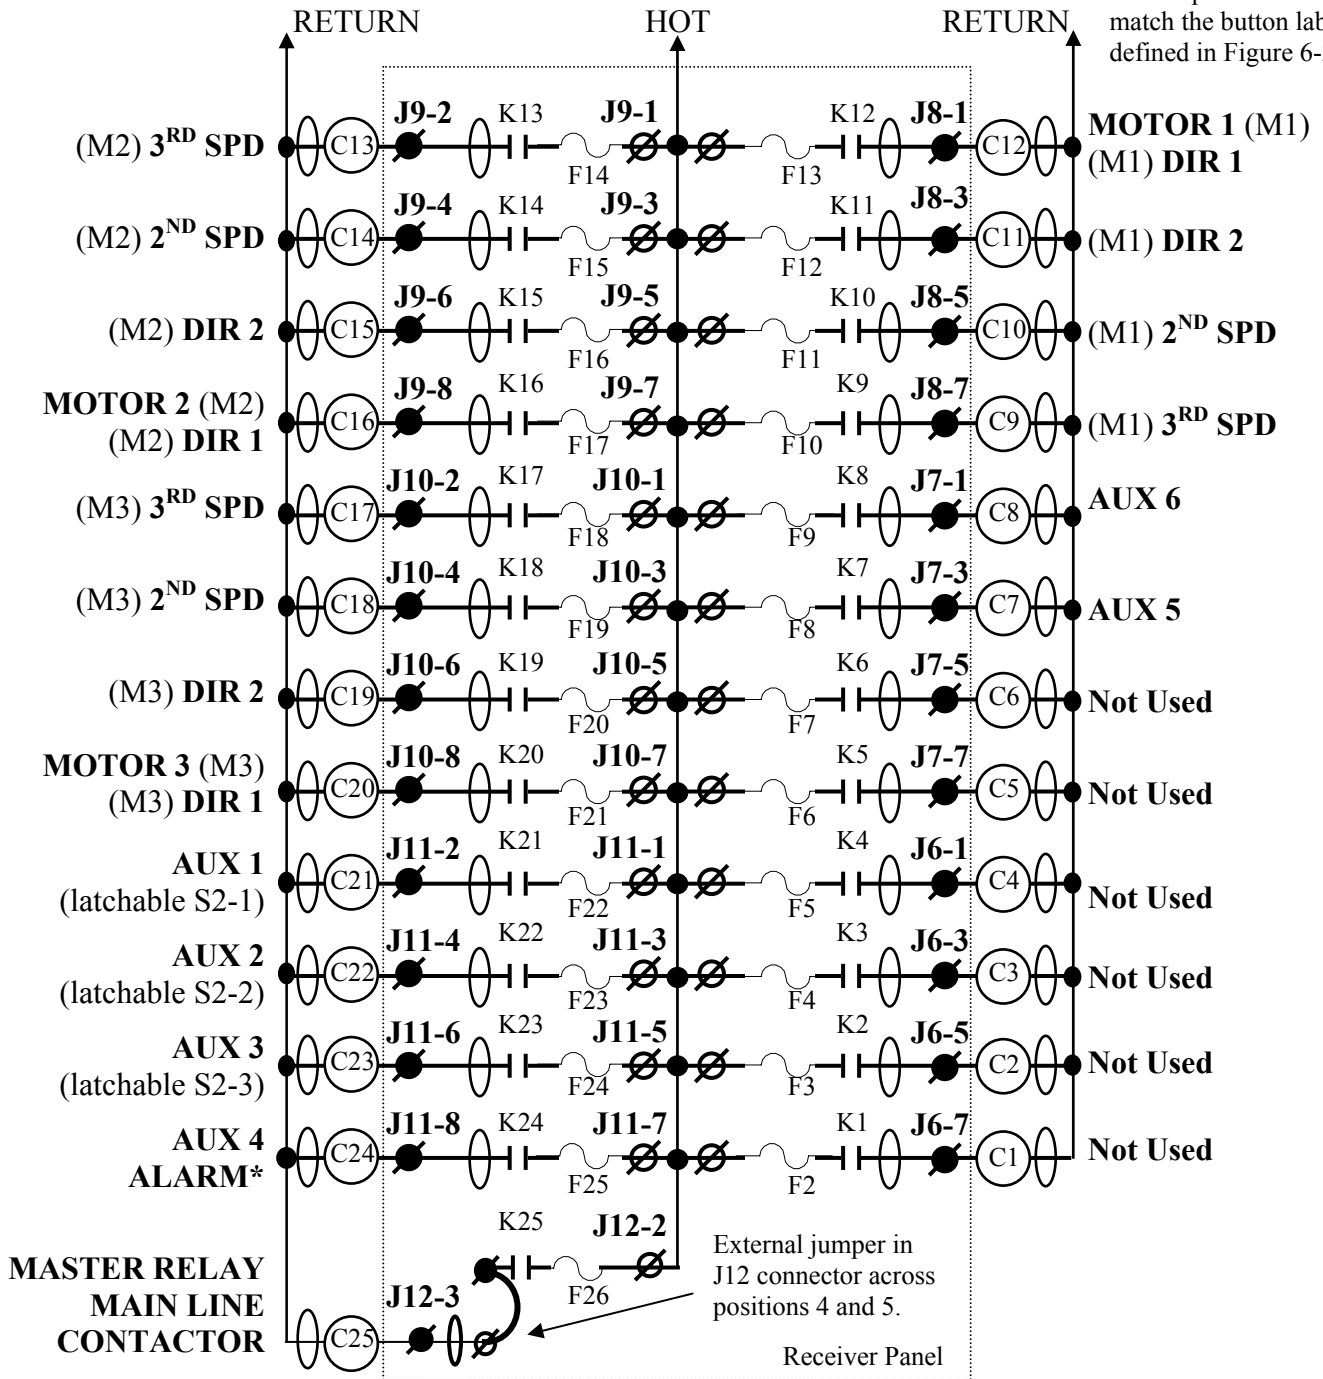 match the button lab
defined in Figure 6-
RETURN HOT RETURN
J9-2 K13 J9-1 K12 J8-1
(M2) 3RD SPD C13 F14 F13 C12 MOTOR 1 (M1)
(M1) DIR 1
J9-4 K14 J9-3 K11 J8-3
(M2) 2ND SPD C14 F15 F12 C11 (M1) DIR 2
J9-6 K15 J9-5 K10 J8-5
(M2) DIR 2 C15 F16 F11 C10 (M1) 2ND SPD
J9-8 K16 J9-7 K9 J8-7
MOTOR 2 (M2)
(M2) DIR 1 C16 F17 F10 C9 (M1) 3RD SPD
J10-2 K17 J10-1 K8 J7-1
(M3) 3RD SPD C17 F18 F9 C8 AUX 6
J10-4 K18 J10-3 K7 J7-3
(M3) 2ND SPD C18 F19 F8 C7 AUX 5
J10-6 K19 J10-5 K6 J7-5
(M3) DIR 2 C19 F20 F7 C6 Not Used
J10-8 K20 J10-7 K5 J7-7
MOTOR 3 (M3)
(M3) DIR 1 C20 F21 F6 C5 Not Used
J11-2 K21 J11-1 K4 J6-1
AUX 1
(latchable S2-1) C21 F22 F5 C4 Not Used
J11-4 K22 J11-3 K3 J6-3
AUX 2
(latchable S2-2) C22 F23 F4 C3 Not Used
J11-6 K23 J11-5 K2 J6-5
AUX 3
(latchable S2-3) C23 F24 F3 C2 Not Used
J11-8 K24 J11-7 K1 J6-7
AUX 4
ALARM* C24 F25 F2 C1 Not Used
K25 J12-2
F26
MASTER RELAY
MAIN LINE
CONTACTOR C25 J12-3
External jumper in
J12 connector across
positions 4 and 5.
Receiver Panel